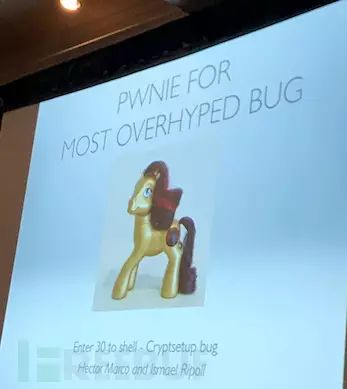 PWNIE FOR
MOST OVERHYPED BUG
Enter 30 to shell - Cryptsetup bug
Hector Marco and Ismael Ripoll